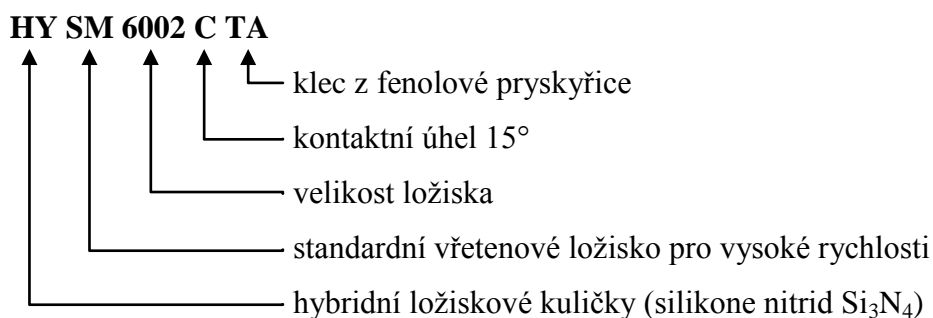 HY SM 6002 C TA
klec z fenolové pryskyřice
kontaktní úhel 15°
velikost ložiska
standardní vřetenové ložisko pro vysoké rychlosti
hybridní ložiskové kuličky (silikone nitrid Si₃N₄)